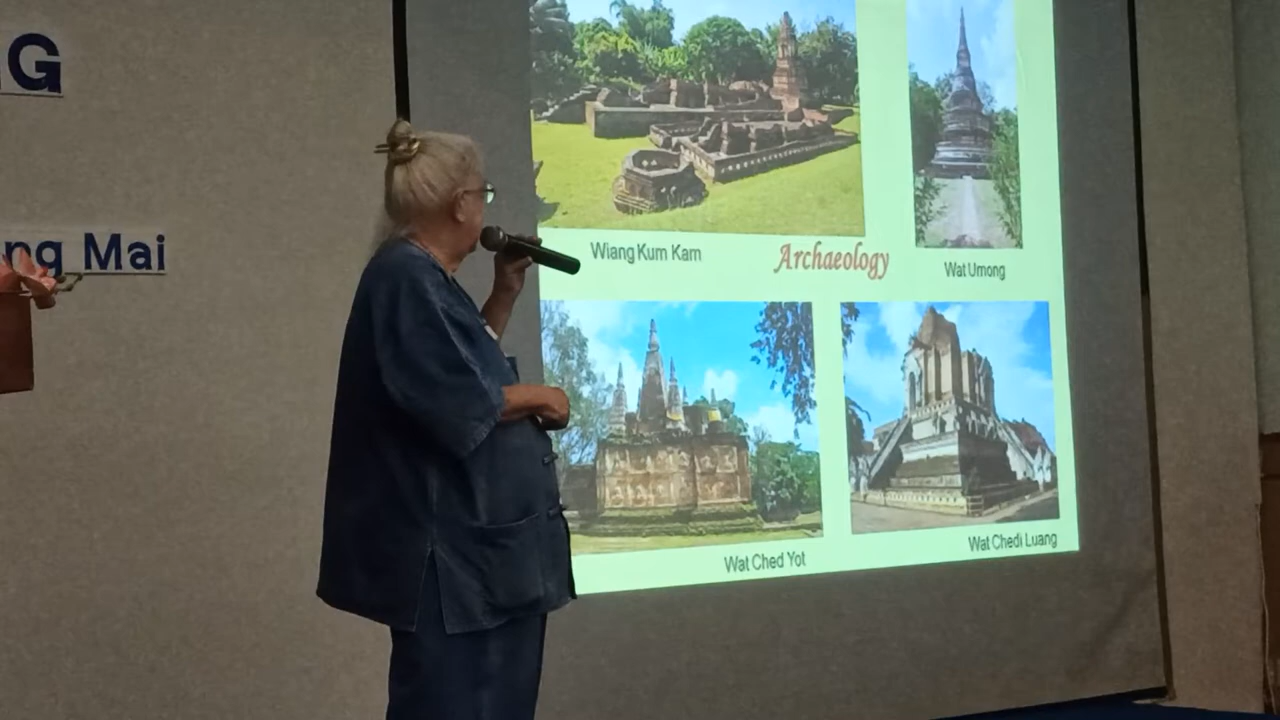 G
ng Mai
Wiang Kum Kam
Archaeology
Wat Umong
Wat Ched Yot
Wat Chedi Luang